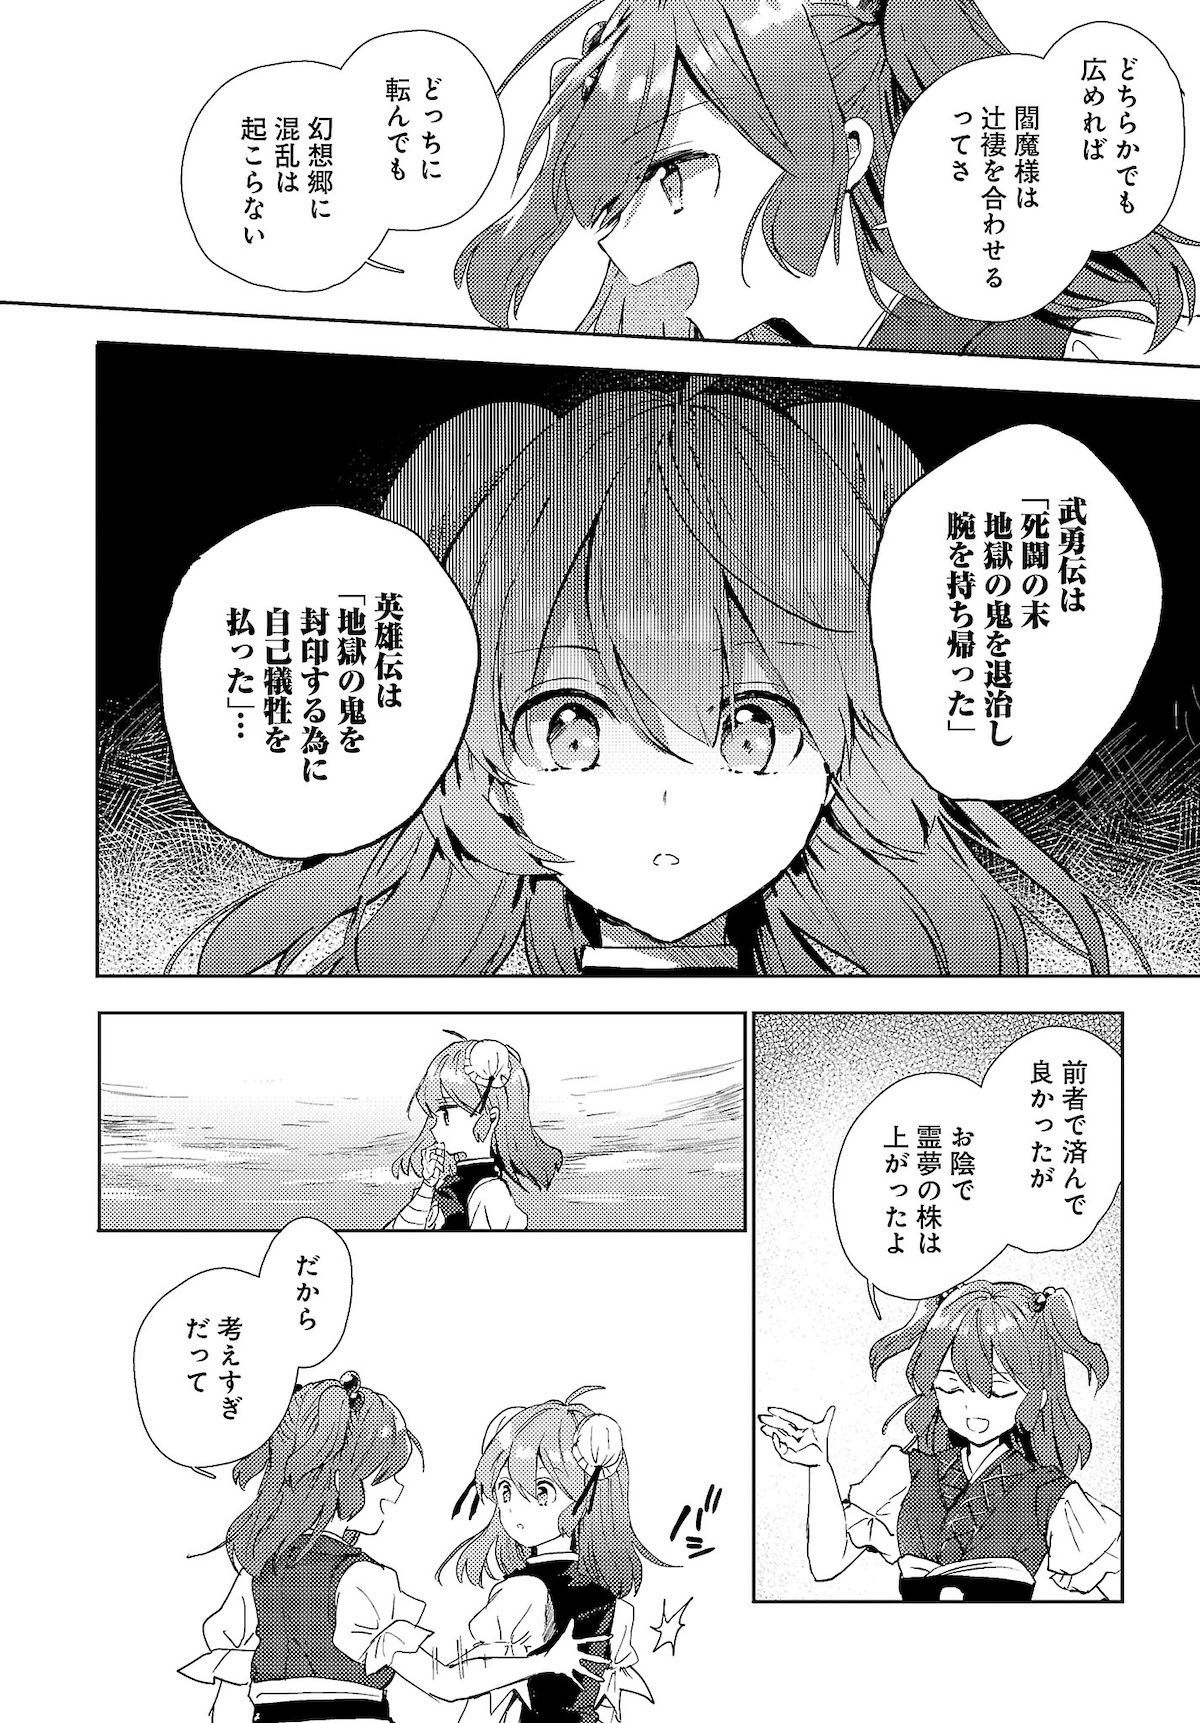 どちらかでも
広めれば
閻魔様は
辻褄を合わせる
ってさ
どっちに
転んでも
幻想郷に
混乱は
起こらない
武勇伝は
「死闘の末
地獄の鬼を退治し
腕を持ち帰った」
英雄伝は
「地獄の鬼を
封印する為に
自己犠牲を
払った」…
前者で済んで
良かったが
お陰で
霊夢の株は
上がったよ
だから
考えすぎ
だって